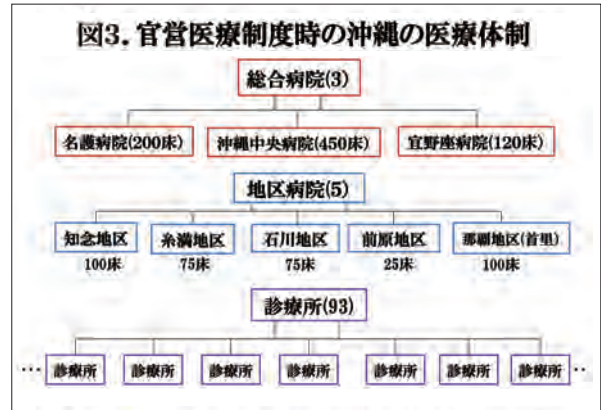 図3. 官営医療制度時の沖縄の医療体制
総合病院(3)
名護病院(200床) 沖縄中央病院(450床) 宜野座病院(120床)
地区病院(5)
知念地区 糸満地区 石川地区 前原地区 那覇地区(首里)
100床 75床 75床 25床 100床
診療所(93)
… 診療所 診療所 診療所 診療所 診療所 診療所 診療所 ‥